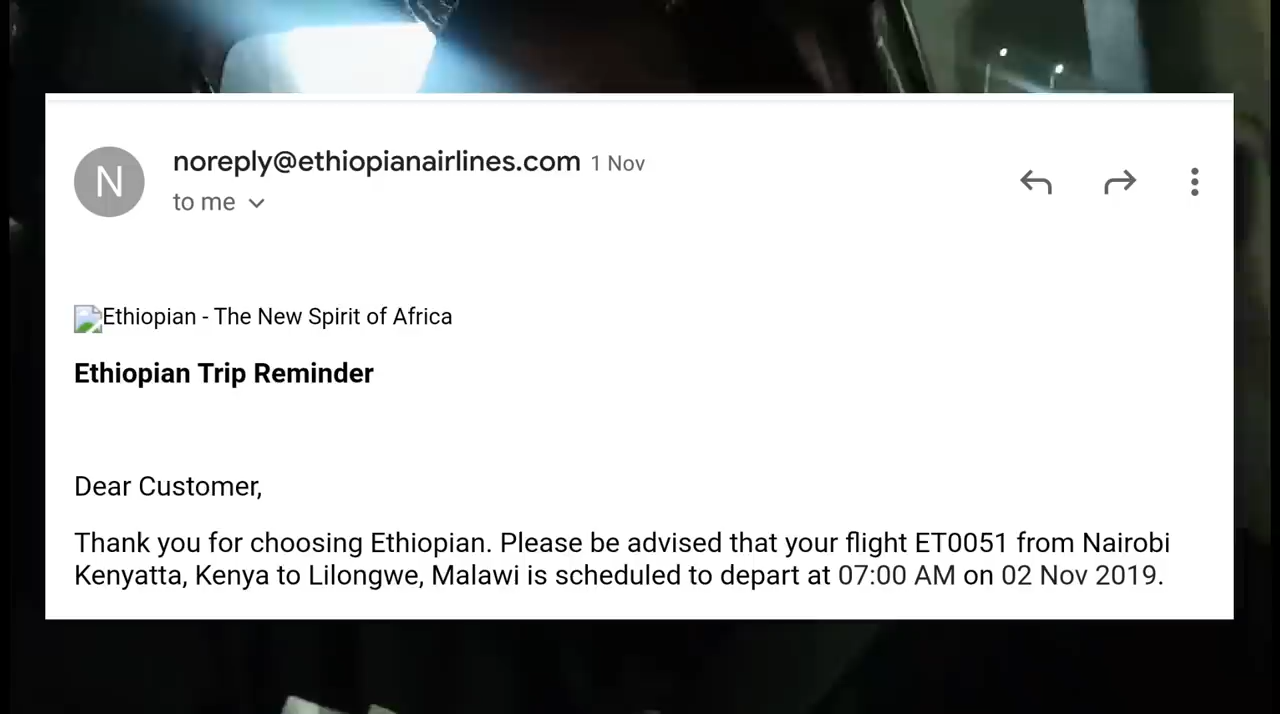 N
noreply@ethiopianairlines.com 1 Nov
to me
Ethiopian - The New Spirit of Africa
Ethiopian Trip Reminder
Dear Customer,
Thank you for choosing Ethiopian. Please be advised that your flight ET0051 from Nairobi
Kenyatta, Kenya to Lilongwe, Malawi is scheduled to depart at 07:00 AM on 02 Nov 2019.